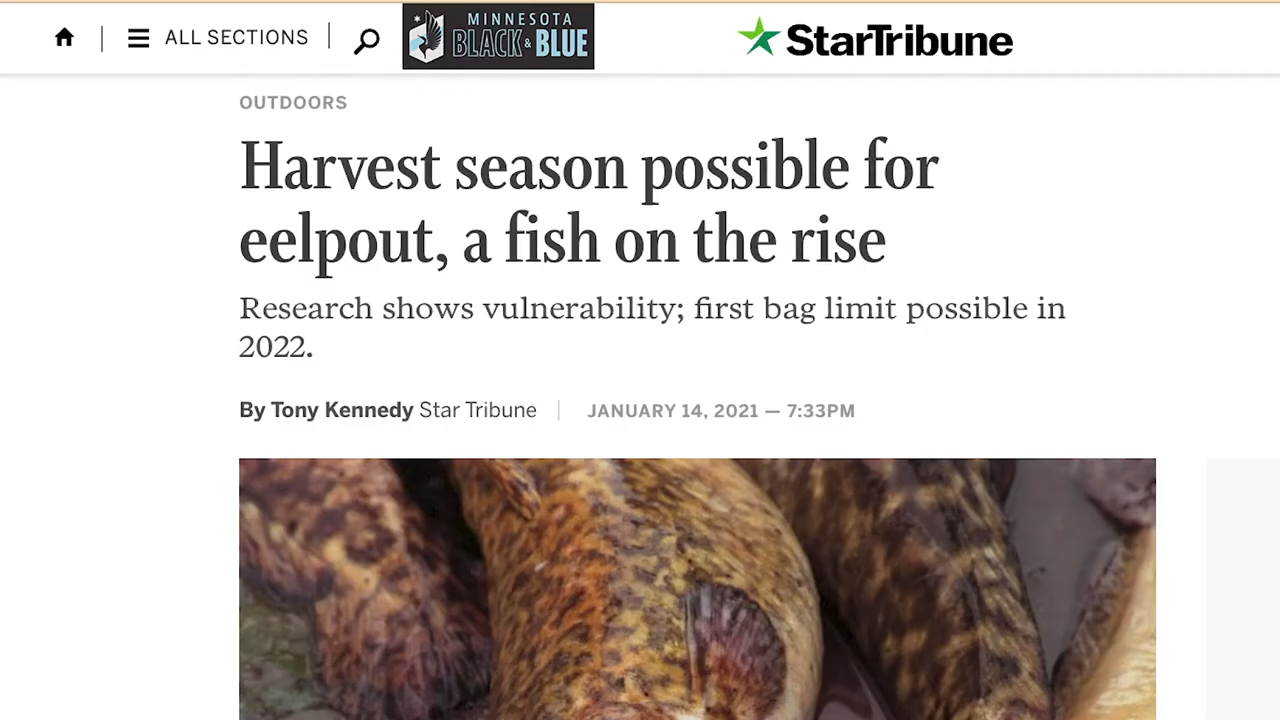 ALL SECTIONS
MINNESOTA
BLACK & BLUE
StarTribune
OUTDOORS
Harvest season possible for
eelpout, a fish on the rise
Research shows vulnerability; first bag limit possible in
2022.
By Tony Kennedy Star Tribune
JANUARY 14, 2021 — 7:33PM